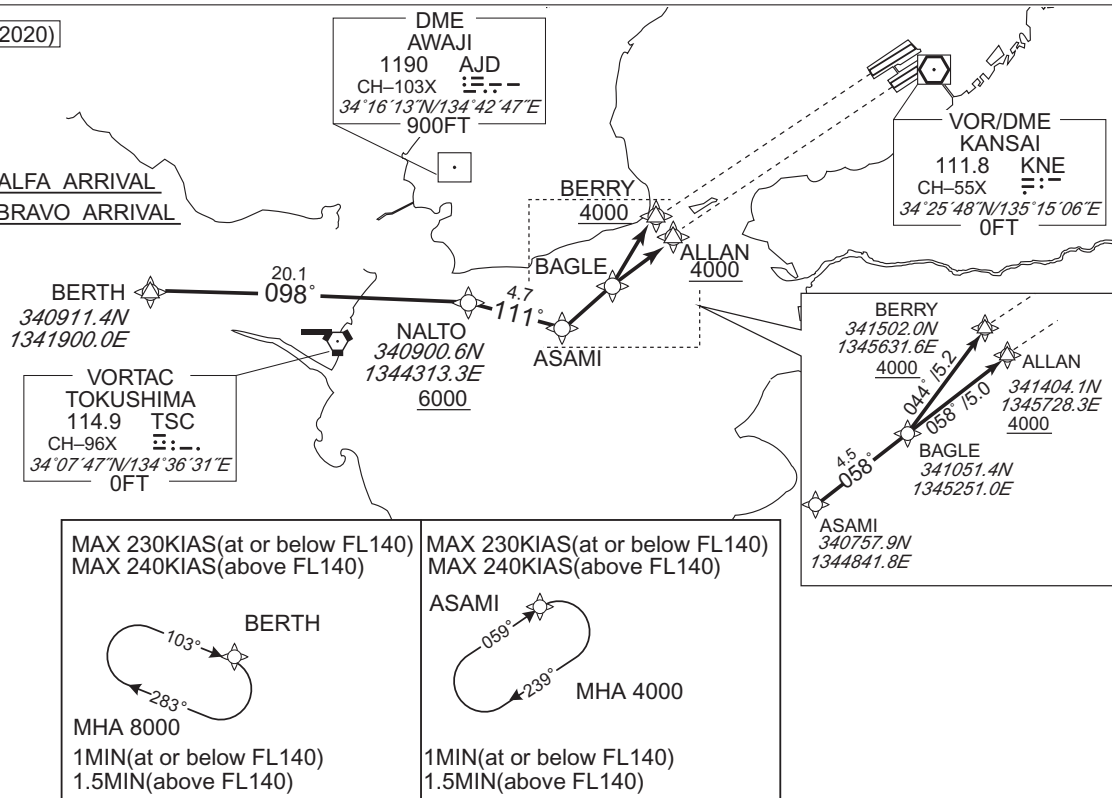 2020)
DME
AWAJI
1190 AJD
CH–103X
34°16′13″N/134°42′47″E
900FT
VOR/DME
KANSAI
111.8 KNE
CH–55X
34°25′48″N/135°15′06″E
0FT
ALFA ARRIVAL
BRAVO ARRIVAL
BERRY
4000
ALLAN
4000
BAGLE
BERTH
340911.4N
1341900.0E
20.1
098°
4.7
111°
NALTO
340900.6N
1344313.3E
6000
ASAMI
VORTAC
TOKUSHIMA
114.9 TSC
CH–96X
34°07′47″N/134°36′31″E
0FT
BERRY
341502.0N
1345631.6E
4000
044° /5.2
ALLAN
341404.1N
1345728.3E
4000
058° /5.0
BAGLE
341051.4N
1345251.0E
4.5
058°
ASAMI
340757.9N
1344841.8E
MAX 230KIAS(at or below FL140)
MAX 240KIAS(above FL140)
BERTH
103°
283°
MHA 8000
1MIN(at or below FL140)
1.5MIN(above FL140)
MAX 230KIAS(at or below FL140)
MAX 240KIAS(above FL140)
ASAMI
059°
239°
MHA 4000
1MIN(at or below FL140)
1.5MIN(above FL140)